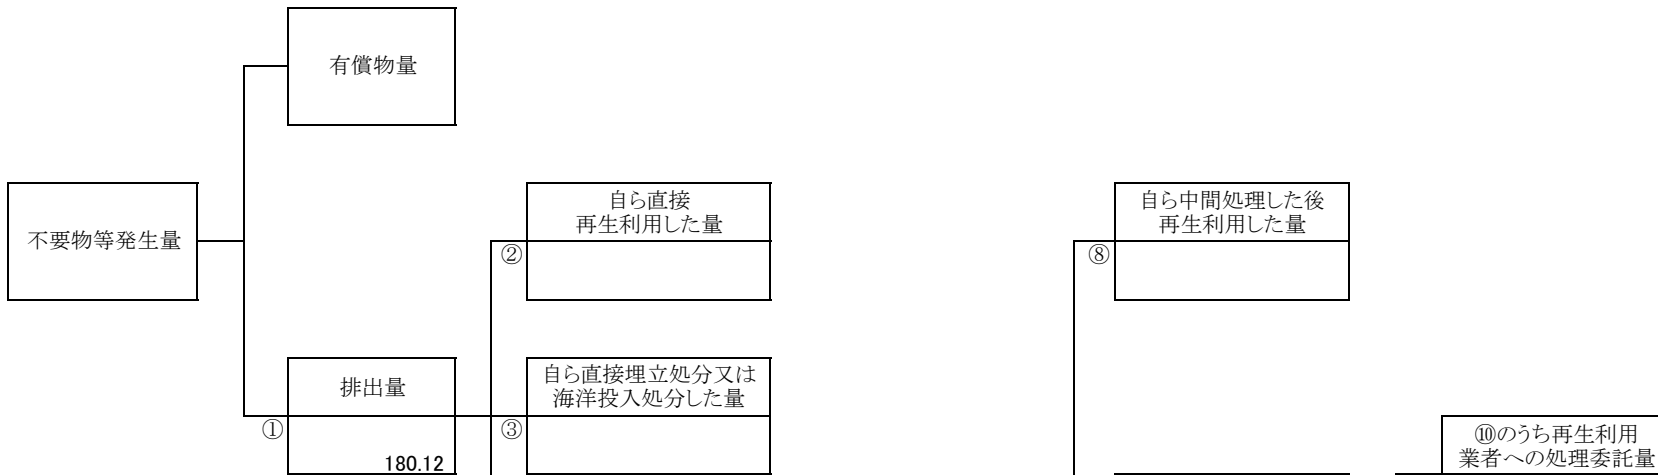 有償物量
不要物等発生量
自ら直接
再生利用した量
②
自ら中間処理した後
再生利用した量
⑧
排出量
①
180.12
自ら直接埋立処分又は
海洋投入処分した量
③
⑩のうち再生利用
業者への処理委託量